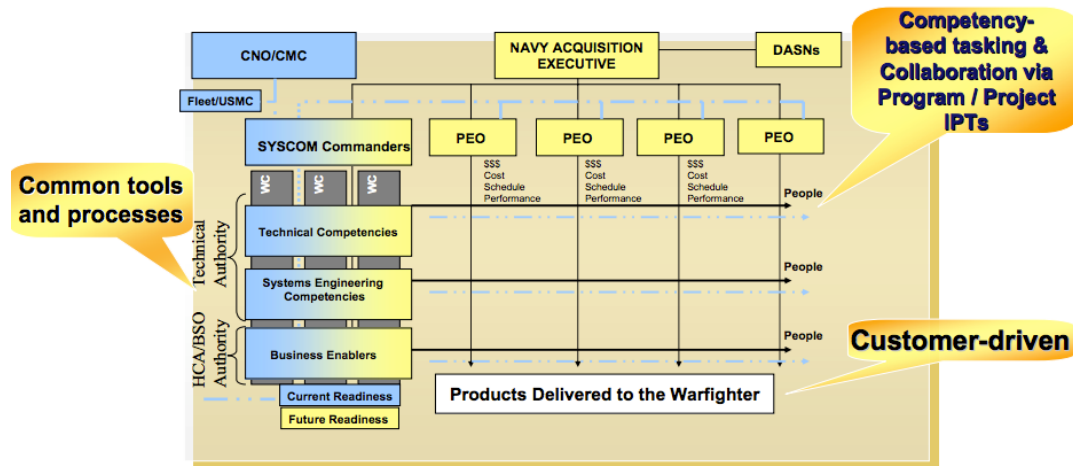 CNO/CMC
NAVY ACQUISITION
EXECUTIVE
DASNs
Competency-
based tasking &
Collaboration via
Program / Project
IPTs
Fleet/USMC
SYSCOM Commanders
PEO
PEO
PEO
PEO
$$$
Cost
Schedule
Performance
$$$
Cost
Schedule
Performance
$$$
Cost
Schedule
Performance
Common tools
and processes
WC
WC
WC
People
Technical
Authority
Technical Competencies
Systems Engineering
Competencies
People
HCA/BSO
Authority
Business Enablers
People
Customer-driven
Products Delivered to the Warfighter
Current Readiness
Future Readiness